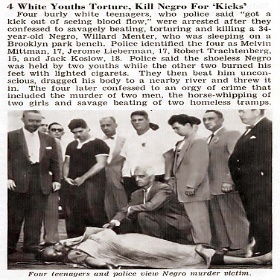 4 White Youths Torture, Kill Negro For 'Kicks'
Four burly white teenagers, who police said "got a
kick out of seeing blood flow," were arrested after they
confessed to savagely beating, torturing and killing a 34-
year-old Negro, Willard Menter, who was sleeping on a
Brooklyn park bench. Police identified the four as Melvin
Mittman, 17, Jerome Lieberman, 17, Robert Trachtenberg,
15, and Jack Koslow, 18. Police said the shoeless Negro
was held by two youths while the other two burned his
feet with lighted cigarets. They then beat him uncon-
scious, dragged his body to a nearby river and threw it
in. The four later confessed to an orgy of crime that
included the murder of two men, the horse-whipping of
two girls and savage beating of two homeless tramps.
Four teenagers and police view Negro murder victim.